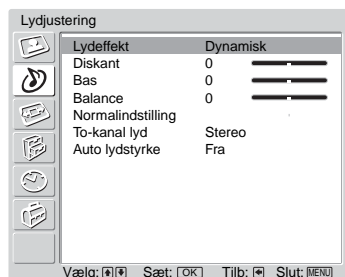 Lydjustering
Lydeffekt Dynamisk
Diskant 0
Bas 0
Balance 0
Normalindstilling
To-kanal lyd Stereo
Auto lydstyrke Fra
Vælg: Sæt: OK Tilb: Slut: MENU